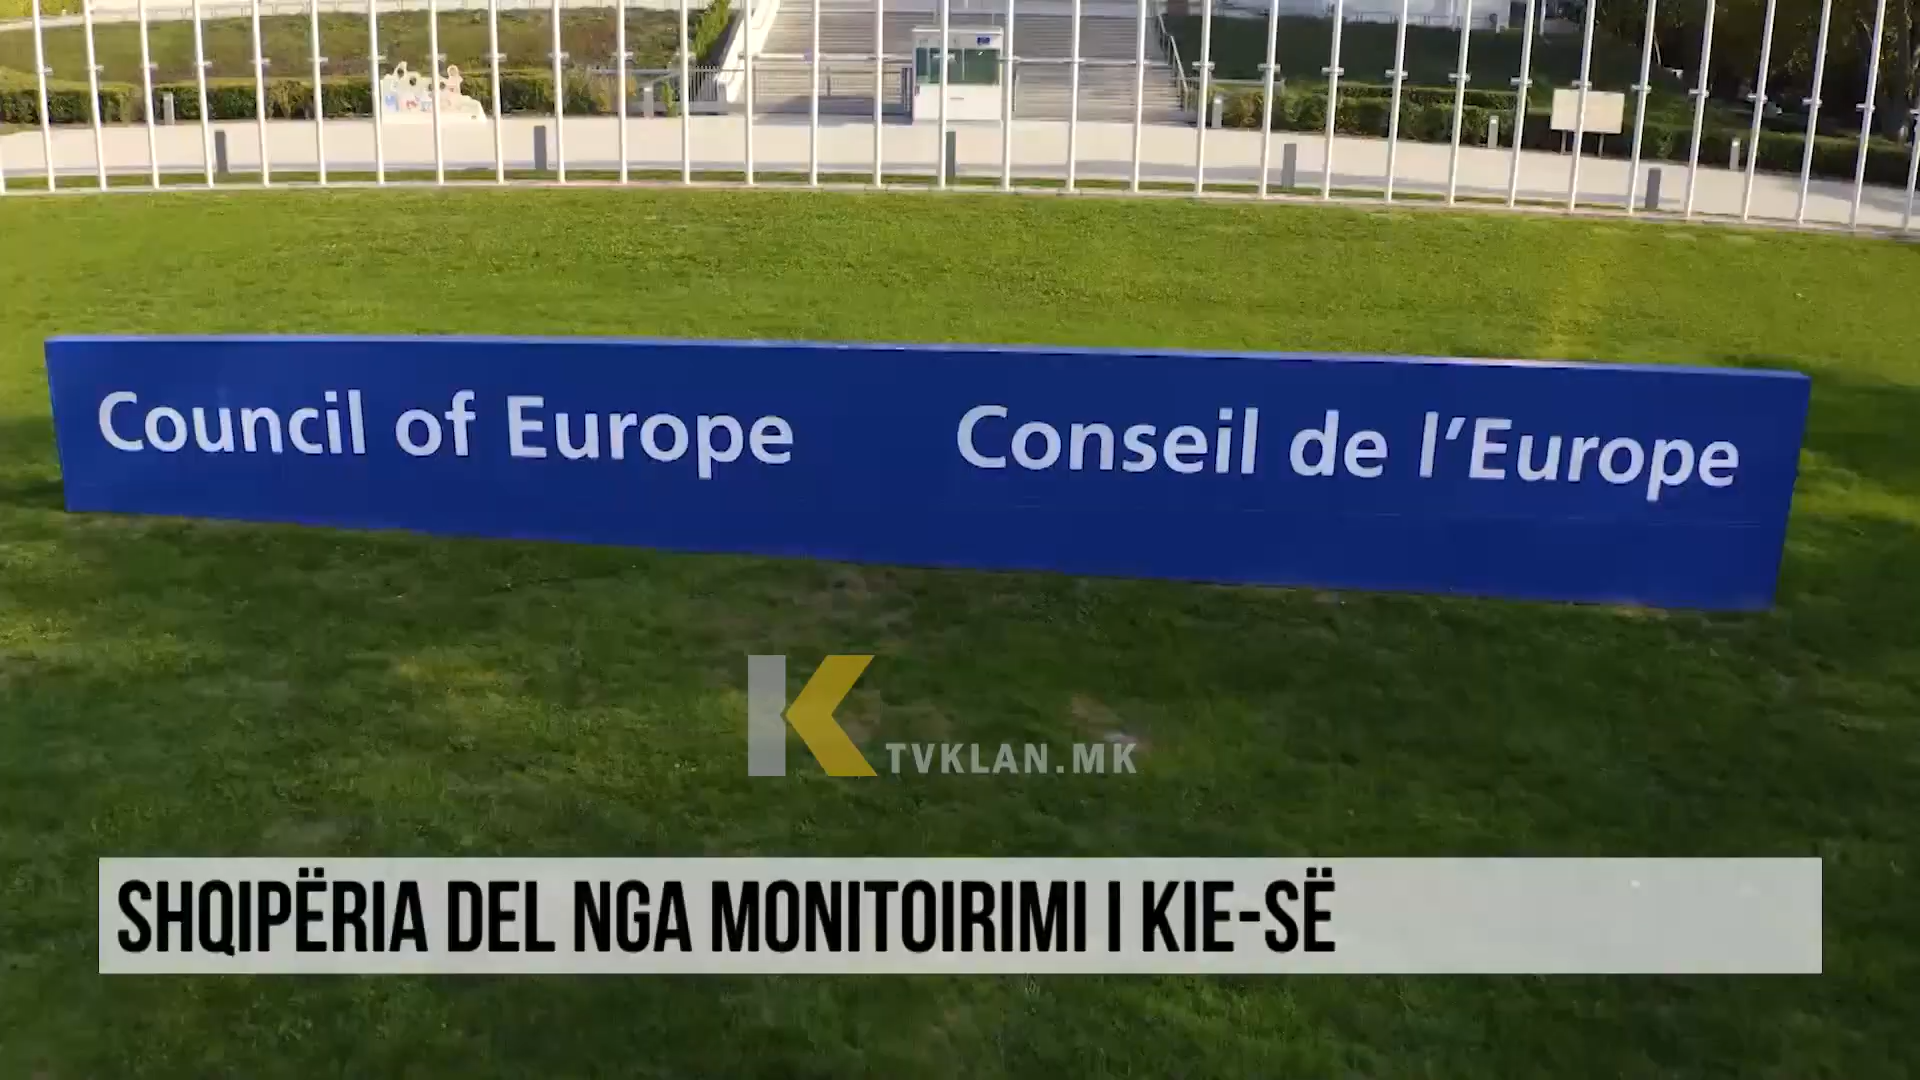 Council of Europe Conseil de l'Europe
K TVKLAN.MK
SHQIPËRIA DEL NGA MONITOIRIMI I KIE-SË